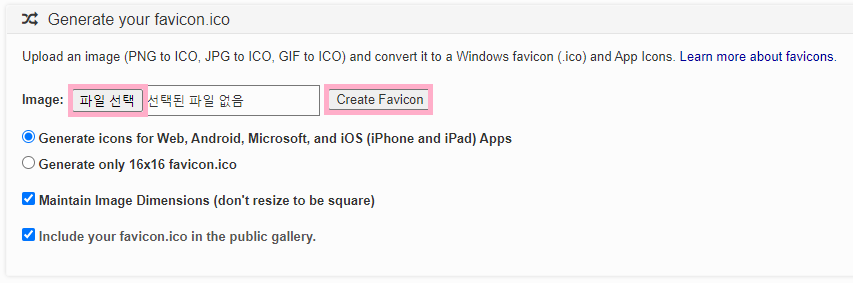 Generate your favicon.ico
Upload an image (PNG to ICO, JPG to ICO, GIF to ICO) and convert it to a Windows favicon (.ico) and App Icons. Learn more about favicons.
Image: 파일 선택 선택된 파일 없음 Create Favicon
Generate icons for Web, Android, Microsoft, and iOS (iPhone and iPad) Apps
Generate only 16x16 favicon.ico
Maintain Image Dimensions (don't resize to be square)
Include your favicon.ico in the public gallery.